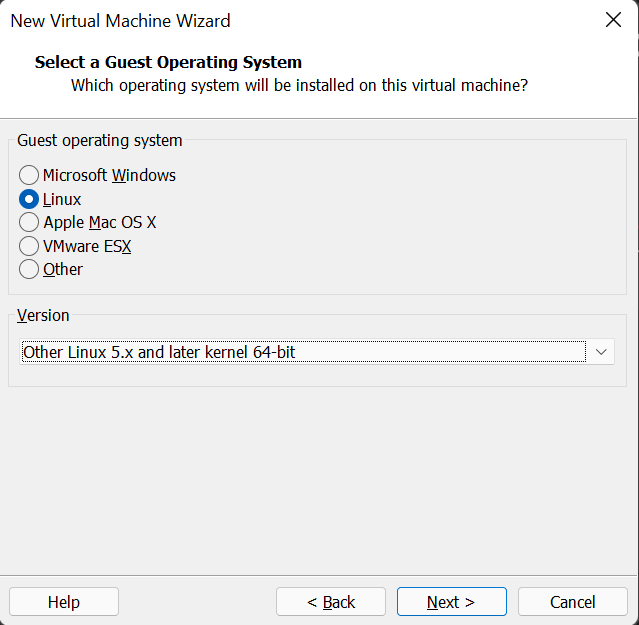 New Virtual Machine Wizard
Select a Guest Operating System
Which operating system will be installed on this virtual machine?
Guest operating system
Microsoft Windows
Linux
Apple Mac OS X
VMware ESX
Other
Version
Other Linux 5.x and later kernel 64-bit
Help
< Back
Next >
Cancel